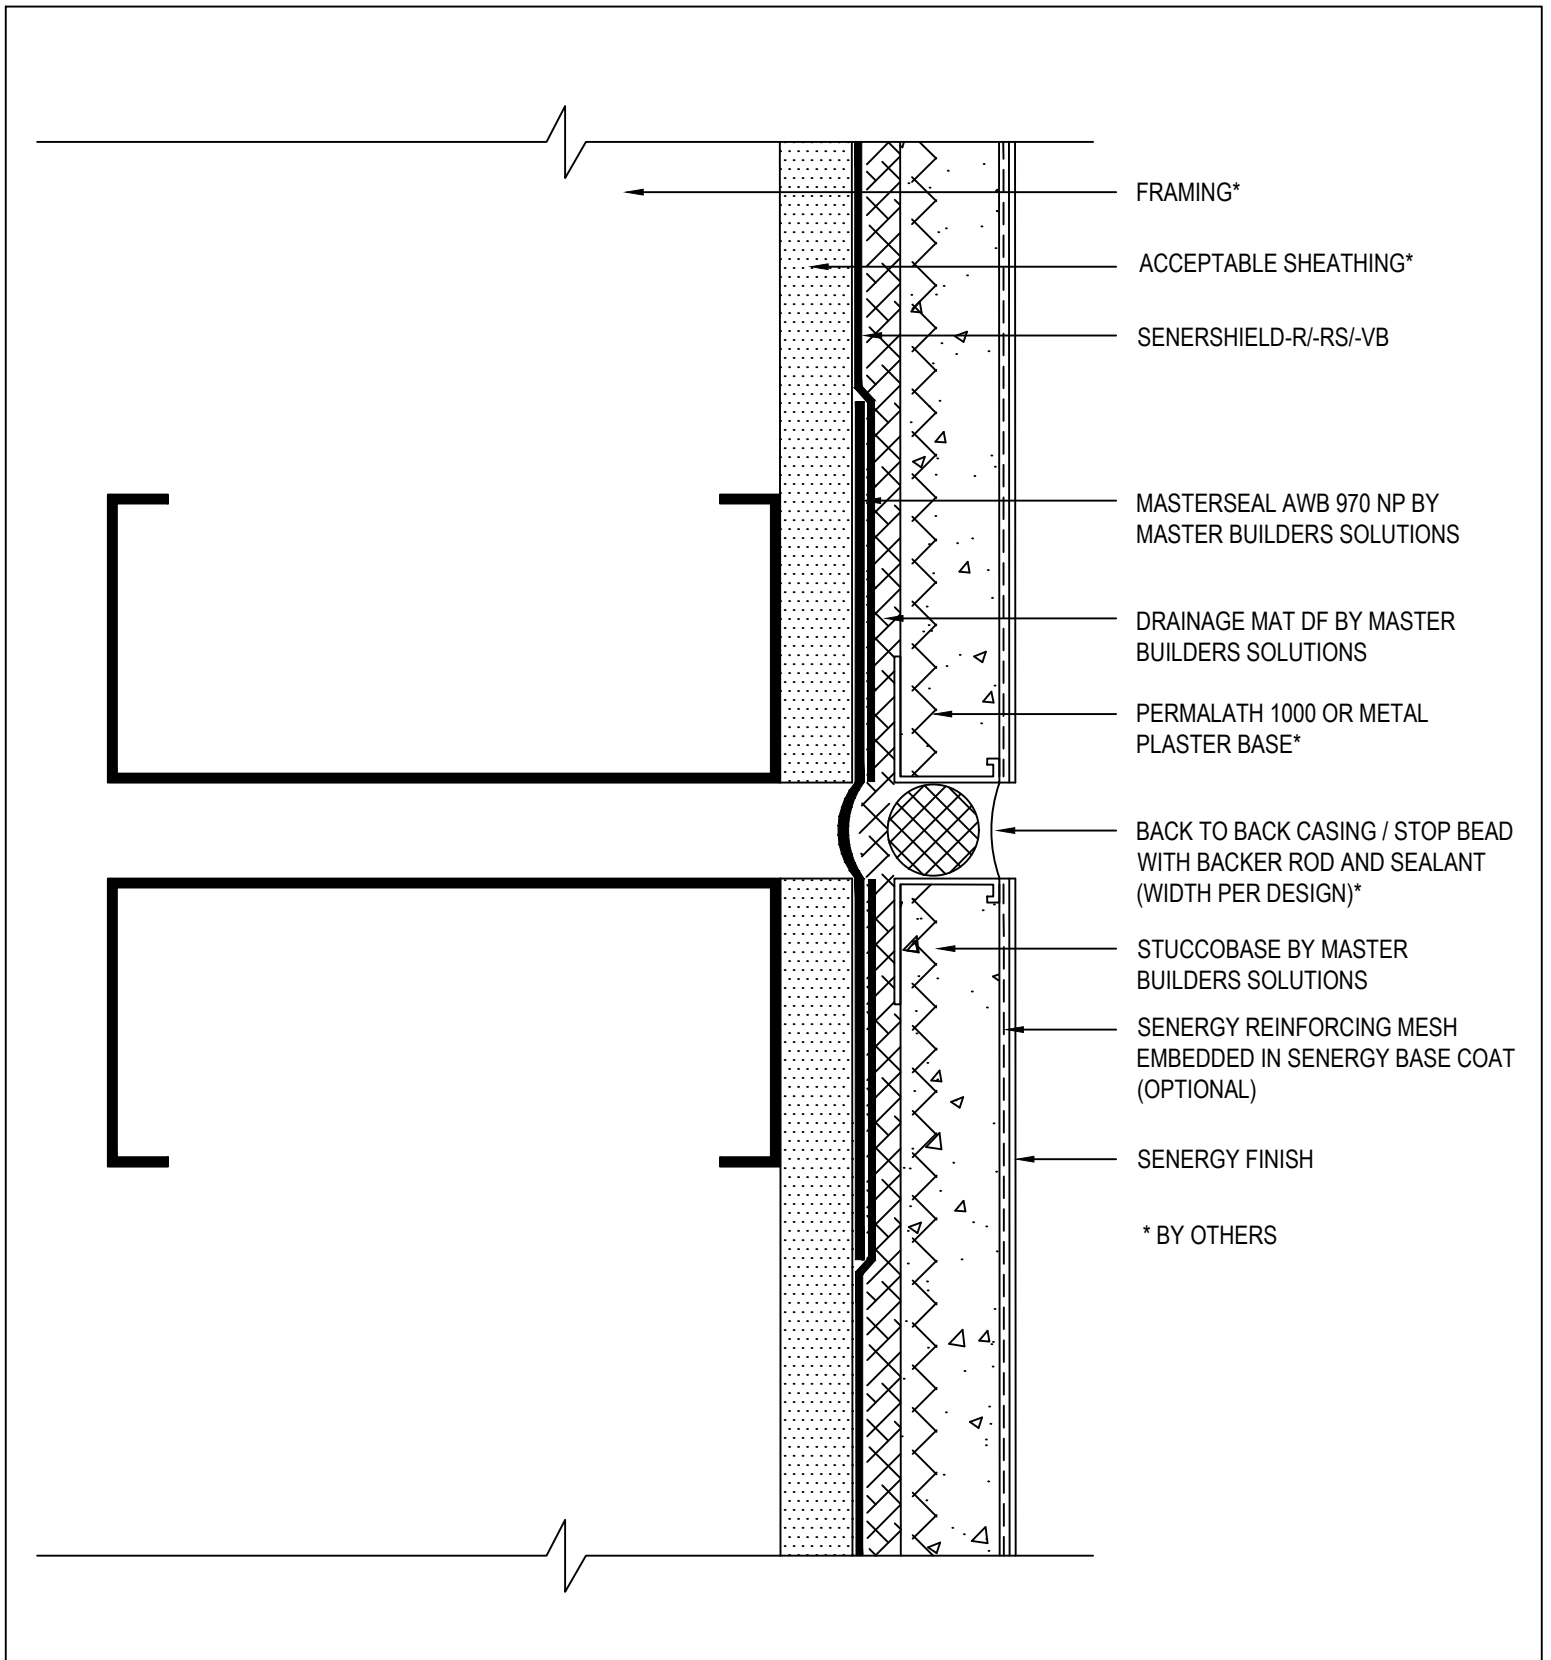 FRAMING*
ACCEPTABLE SHEATHING*
SENERSHIELD-R/-RS/-VB
MASTERSEAL AWB 970 NP BY
MASTER BUILDERS SOLUTIONS
DRAINAGE MAT DF BY MASTER
BUILDERS SOLUTIONS
PERMALATH 1000 OR METAL
PLASTER BASE*
BACK TO BACK CASING / STOP BEAD
WITH BACKER ROD AND SEALANT
(WIDTH PER DESIGN)*
STUCCOBASE BY MASTER
BUILDERS SOLUTIONS
SENERGY REINFORCING MESH
EMBEDDED IN SENERGY BASE COAT
(OPTIONAL)
SENERGY FINISH
* BY OTHERS